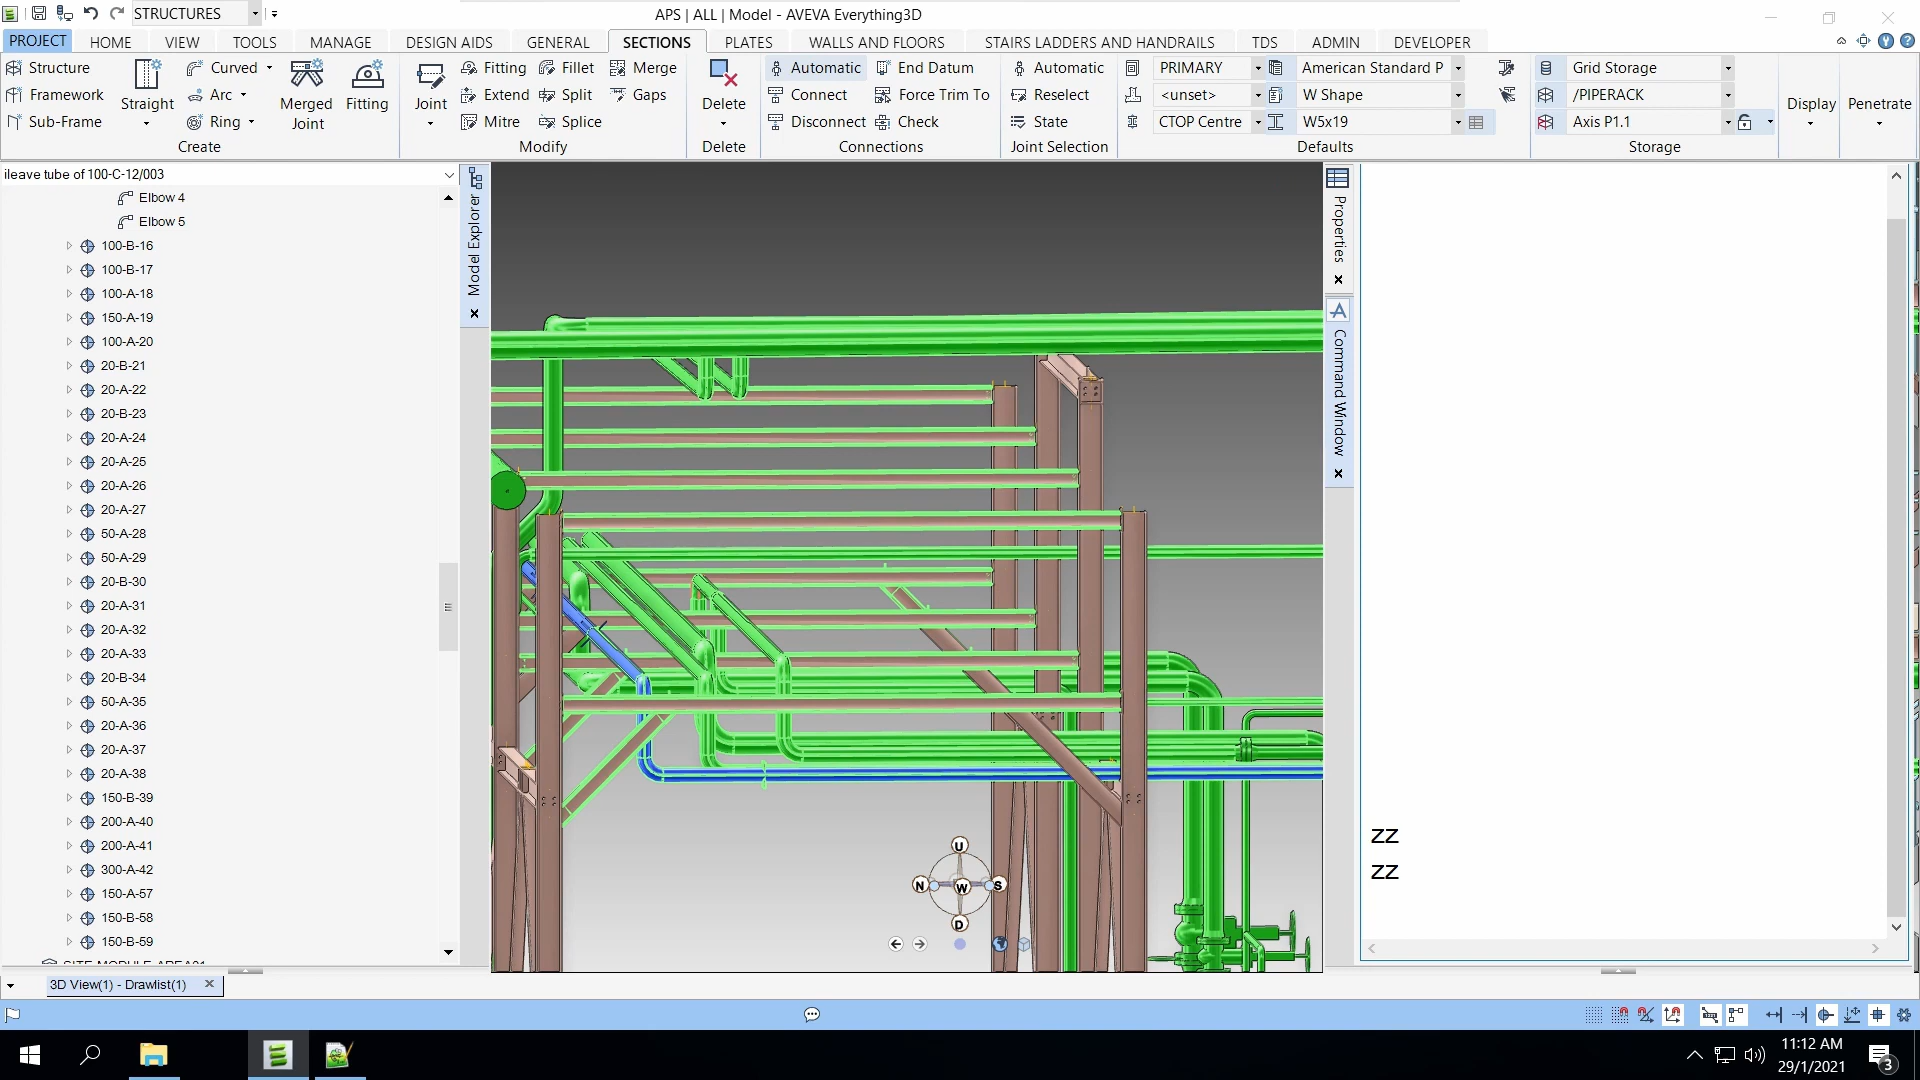 STRUCTURES
APS | ALL | Model - AVEVA Everything3D
PROJECT HOME VIEW TOOLS MANAGE DESIGN AIDS GENERAL SECTIONS PLATES WALLS AND FLOORS STAIRS LADDERS AND HANDRAILS TDS ADMIN DEVELOPER
Structure
Framework
Sub-Frame
Straight
Curved
Arc
Ring
Merged
Joint
Fitting
Create
Joint
Fitting
Extend
Mitre
Fillet
Split
Splice
Merge
Gaps
Modify
Delete
Delete
Automatic
Connect
Disconnect
End Datum
Force Trim To
Check
Connections
Automatic
Reselect
State
Joint Selection
PRIMARY
<unset>
CTOP Centre
American Standard P
W Shape
W5x19
Defaults
Grid Storage
/PIPERACK
Axis P1.1
Storage
Display
Penetrate
ileave tube of 100-C-12/003
Elbow 4
Elbow 5
100-B-16
100-B-17
100-A-18
150-A-19
100-A-20
20-B-21
20-A-22
20-B-23
20-A-24
20-A-25
20-A-26
20-A-27
50-A-28
50-A-29
20-B-30
20-A-31
20-A-32
20-A-33
20-B-34
50-A-35
20-A-36
20-A-37
20-A-38
150-B-39
200-A-40
200-A-41
300-A-42
150-A-57
150-B-58
150-B-59
Model Explorer
U
N W S
D
Properties
Command Window
zz
zz
3D View(1) - Drawlist(1)
11:12 AM
29/1/2021
3